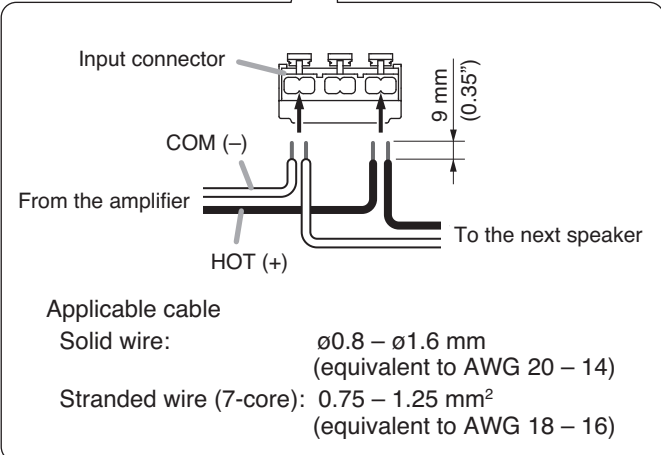 Input connector
9 mm
(0.35”)
COM (–)
From the amplifier
To the next speaker
HOT (+)
Applicable cable
Solid wire: ø0.8 – ø1.6 mm
(equivalent to AWG 20 – 14)
Stranded wire (7-core): 0.75 – 1.25 mm²
(equivalent to AWG 18 – 16)